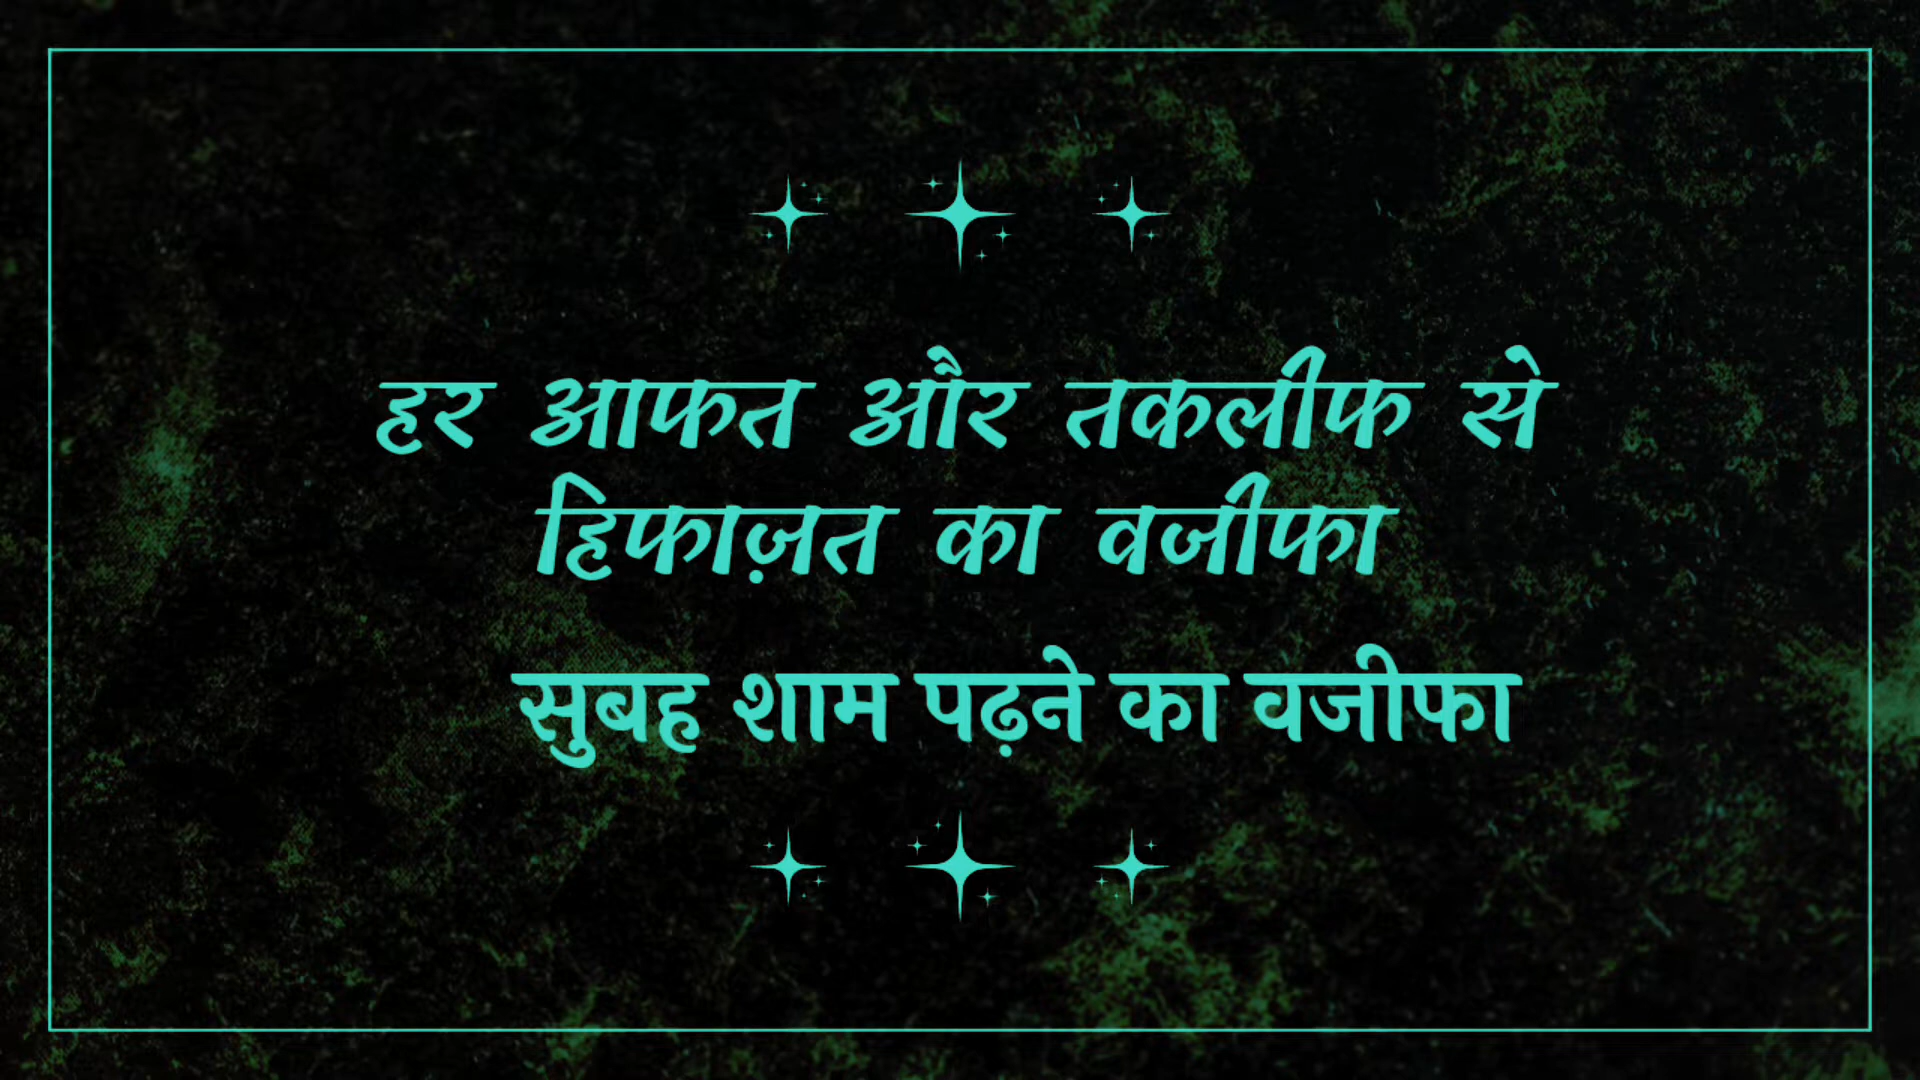 हर आफत और तकलीफ से
हिफाज़त का वजीफा
सुबह शाम पढ़ने का वजीफा